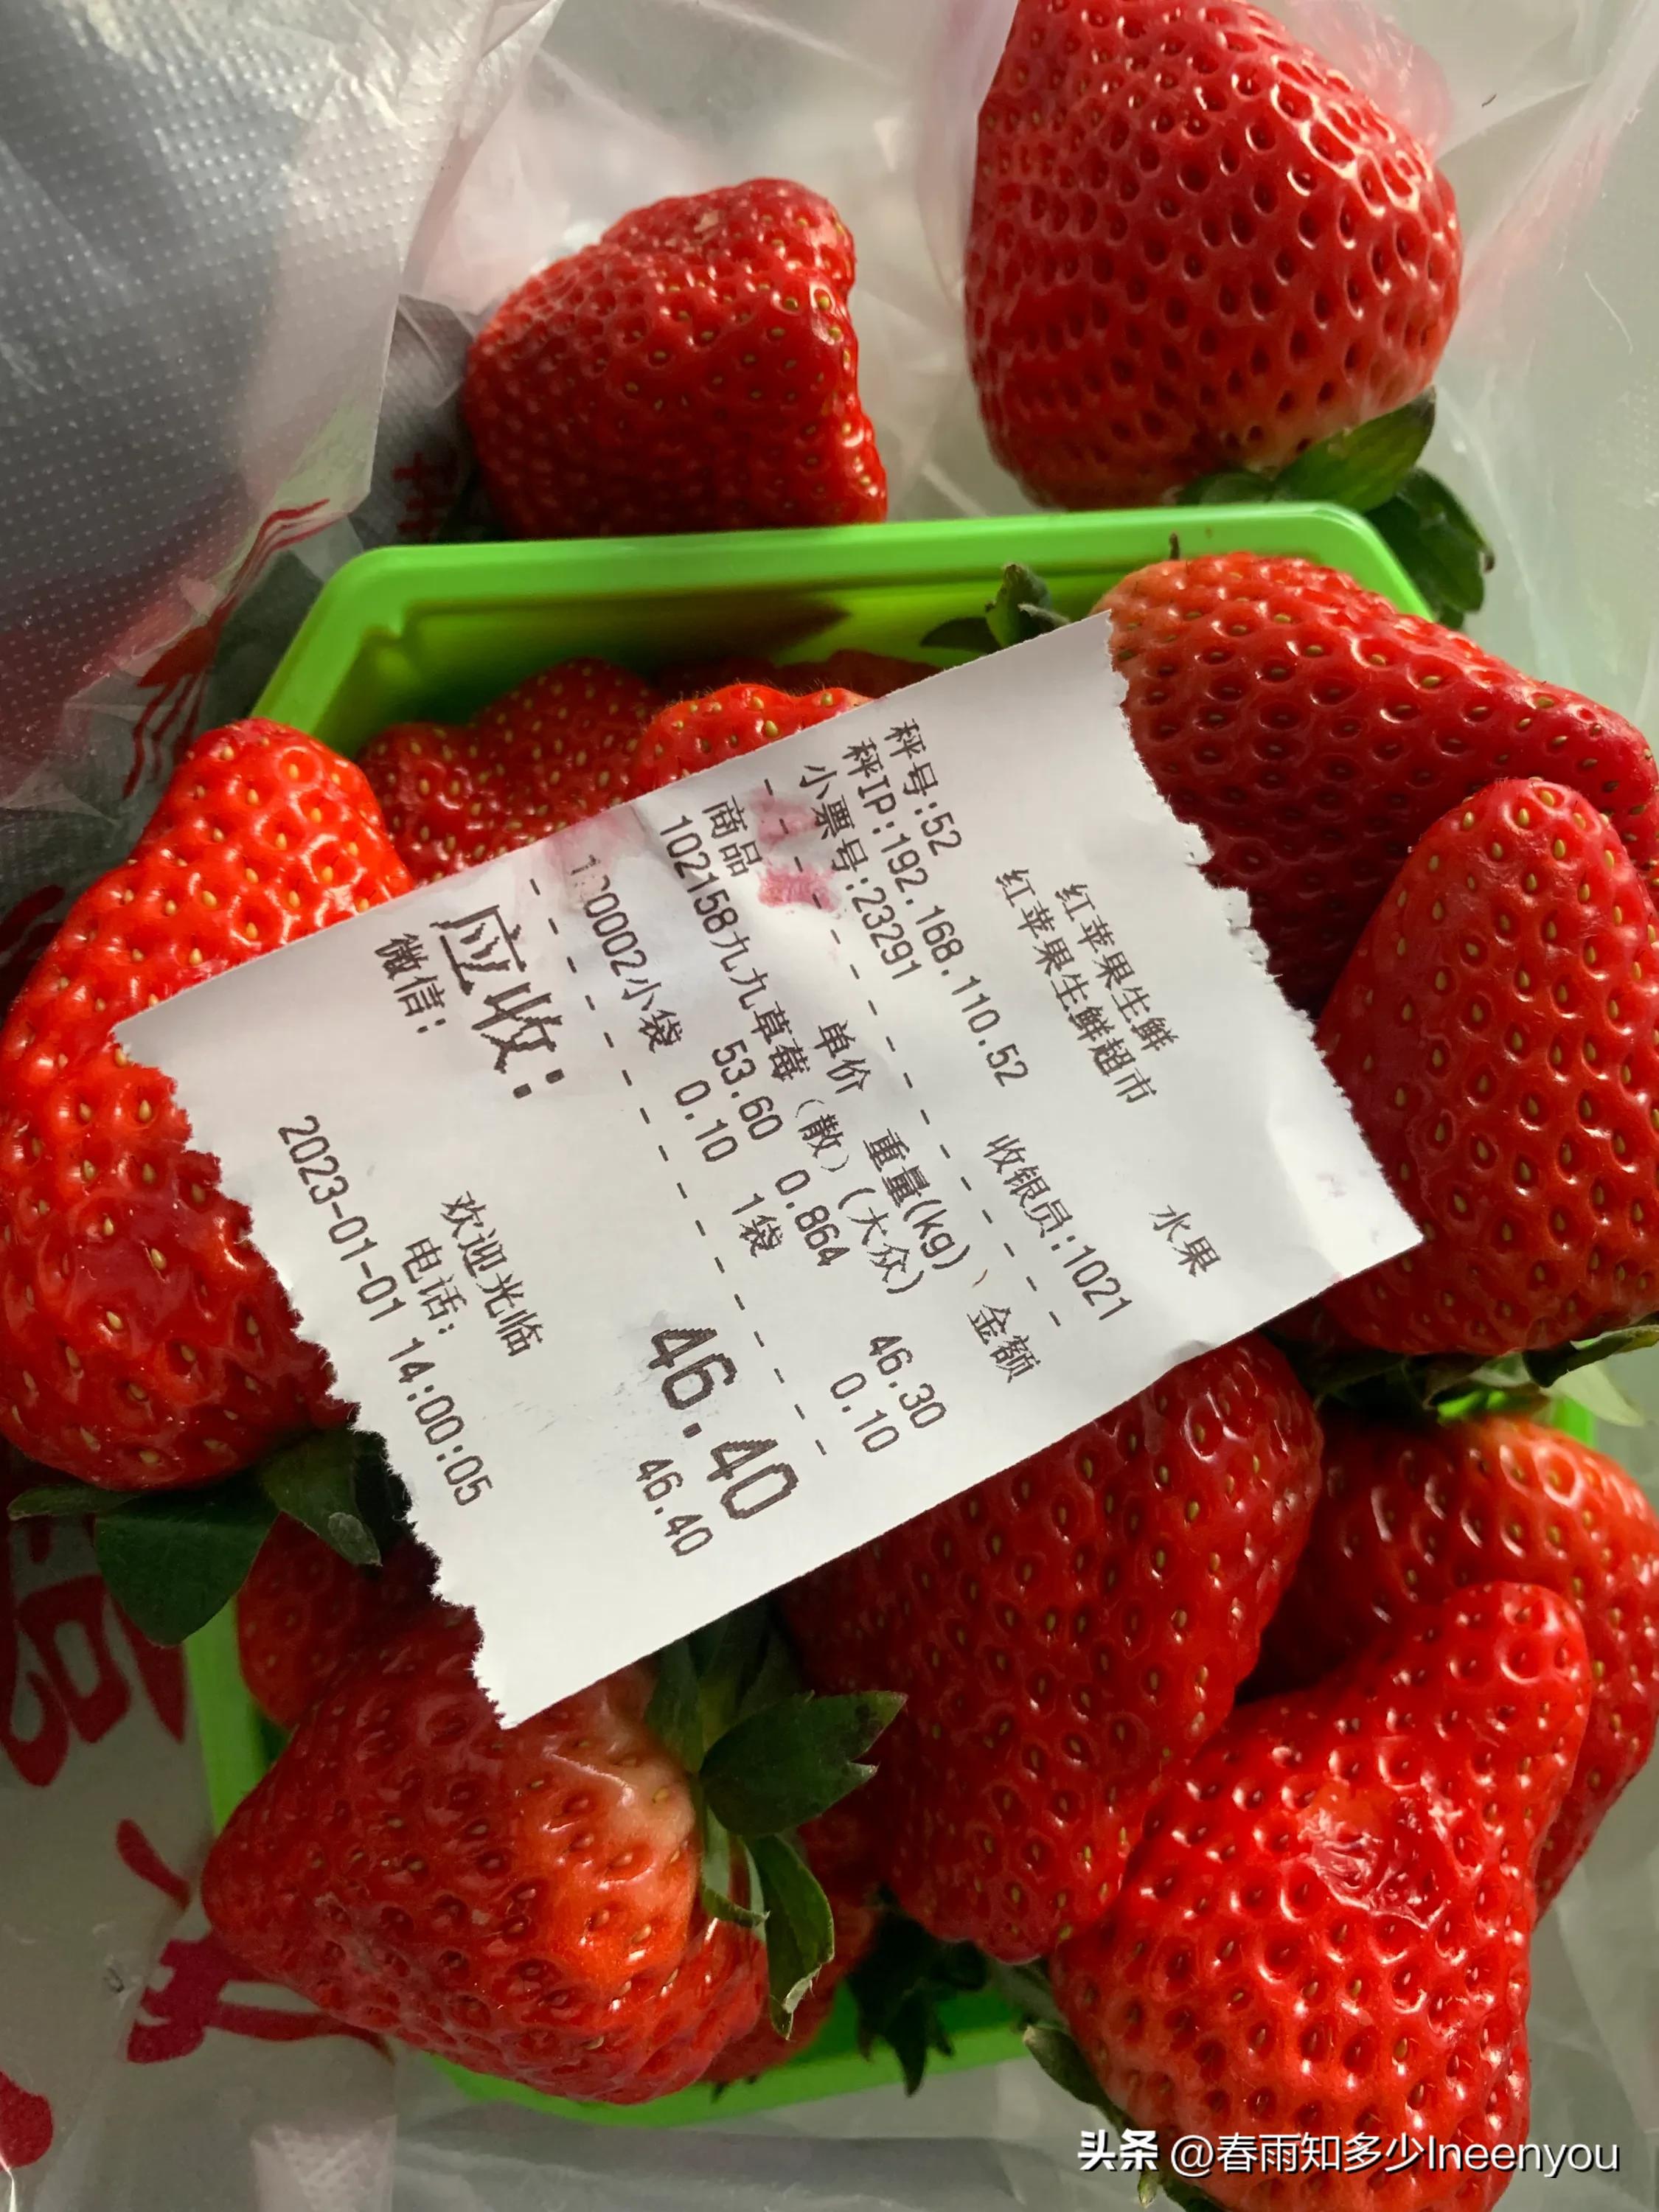 红苹果生鲜
红苹果生鲜超市 水果
秤号:52
秤IP:192.168.110.52 收银员:1021
小票号:23291
- - - - - - - - - - - -
商品 单价 重量(kg) 金额
102158九九草莓（散）(大众)
53.60 0.864 46.30
小袋 0.10 1袋 0.10
- - - - - - - - - - - -
应收: 46.40
微信: 46.40
欢迎光临
电话:
2023-01-01 14:00:05
头条 @春雨知多少lneenyou